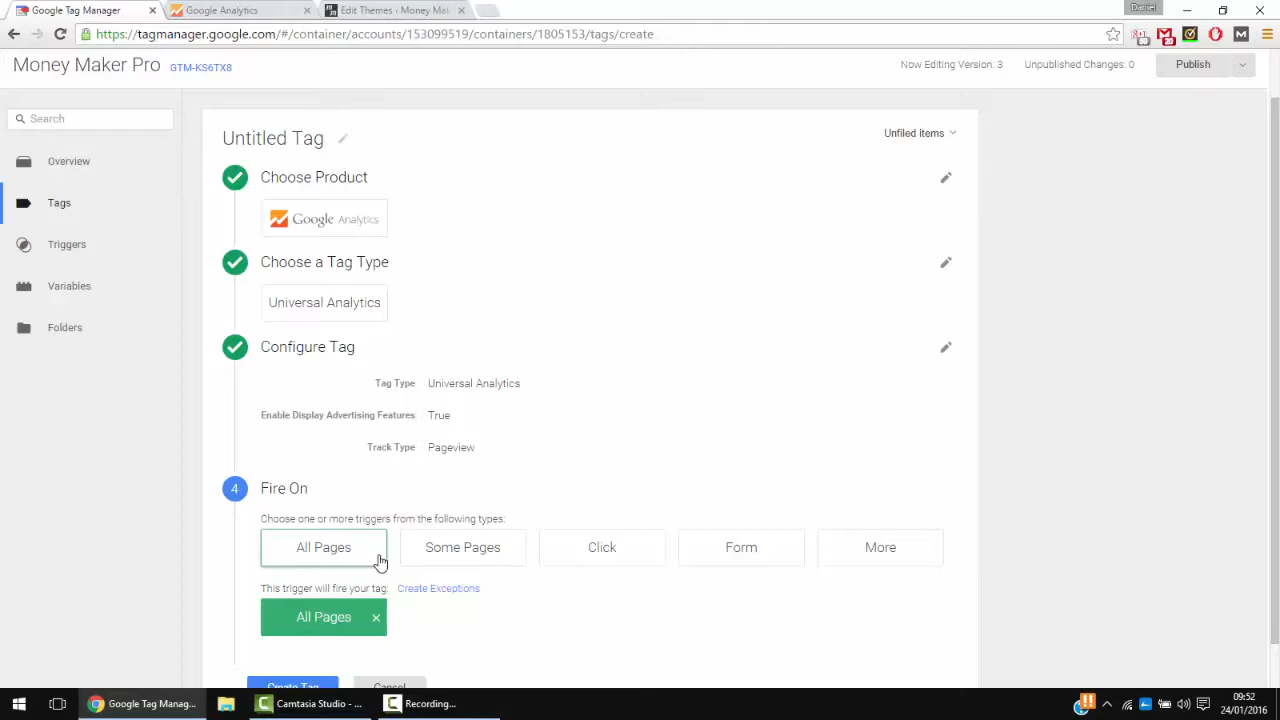 Google Tag Manager
Google Analytics
Edit Themes ‹ Money Mak
Daniel
https://tagmanager.google.com/#/container/accounts/153099519/containers/1805153/tags/create
20
Money Maker Pro
GTM-KS6TX8
Now Editing Version: 3
Unpublished Changes: 0
Publish
Search
Overview
Tags
Triggers
Variables
Folders
Untitled Tag
Unfiled items
Choose Product
Google Analytics
Choose a Tag Type
Universal Analytics
Configure Tag
Tag Type Universal Analytics
Enable Display Advertising Features True
Track Type Pageview
4 Fire On
Choose one or more triggers from the following types:
All Pages
Some Pages
Click
Form
More
This trigger will fire your tag: Create Exceptions
All Pages
Create Tag
Cancel
Google Tag Manag...
Camtasia Studio - ...
Recording...
09:52
24/01/2016